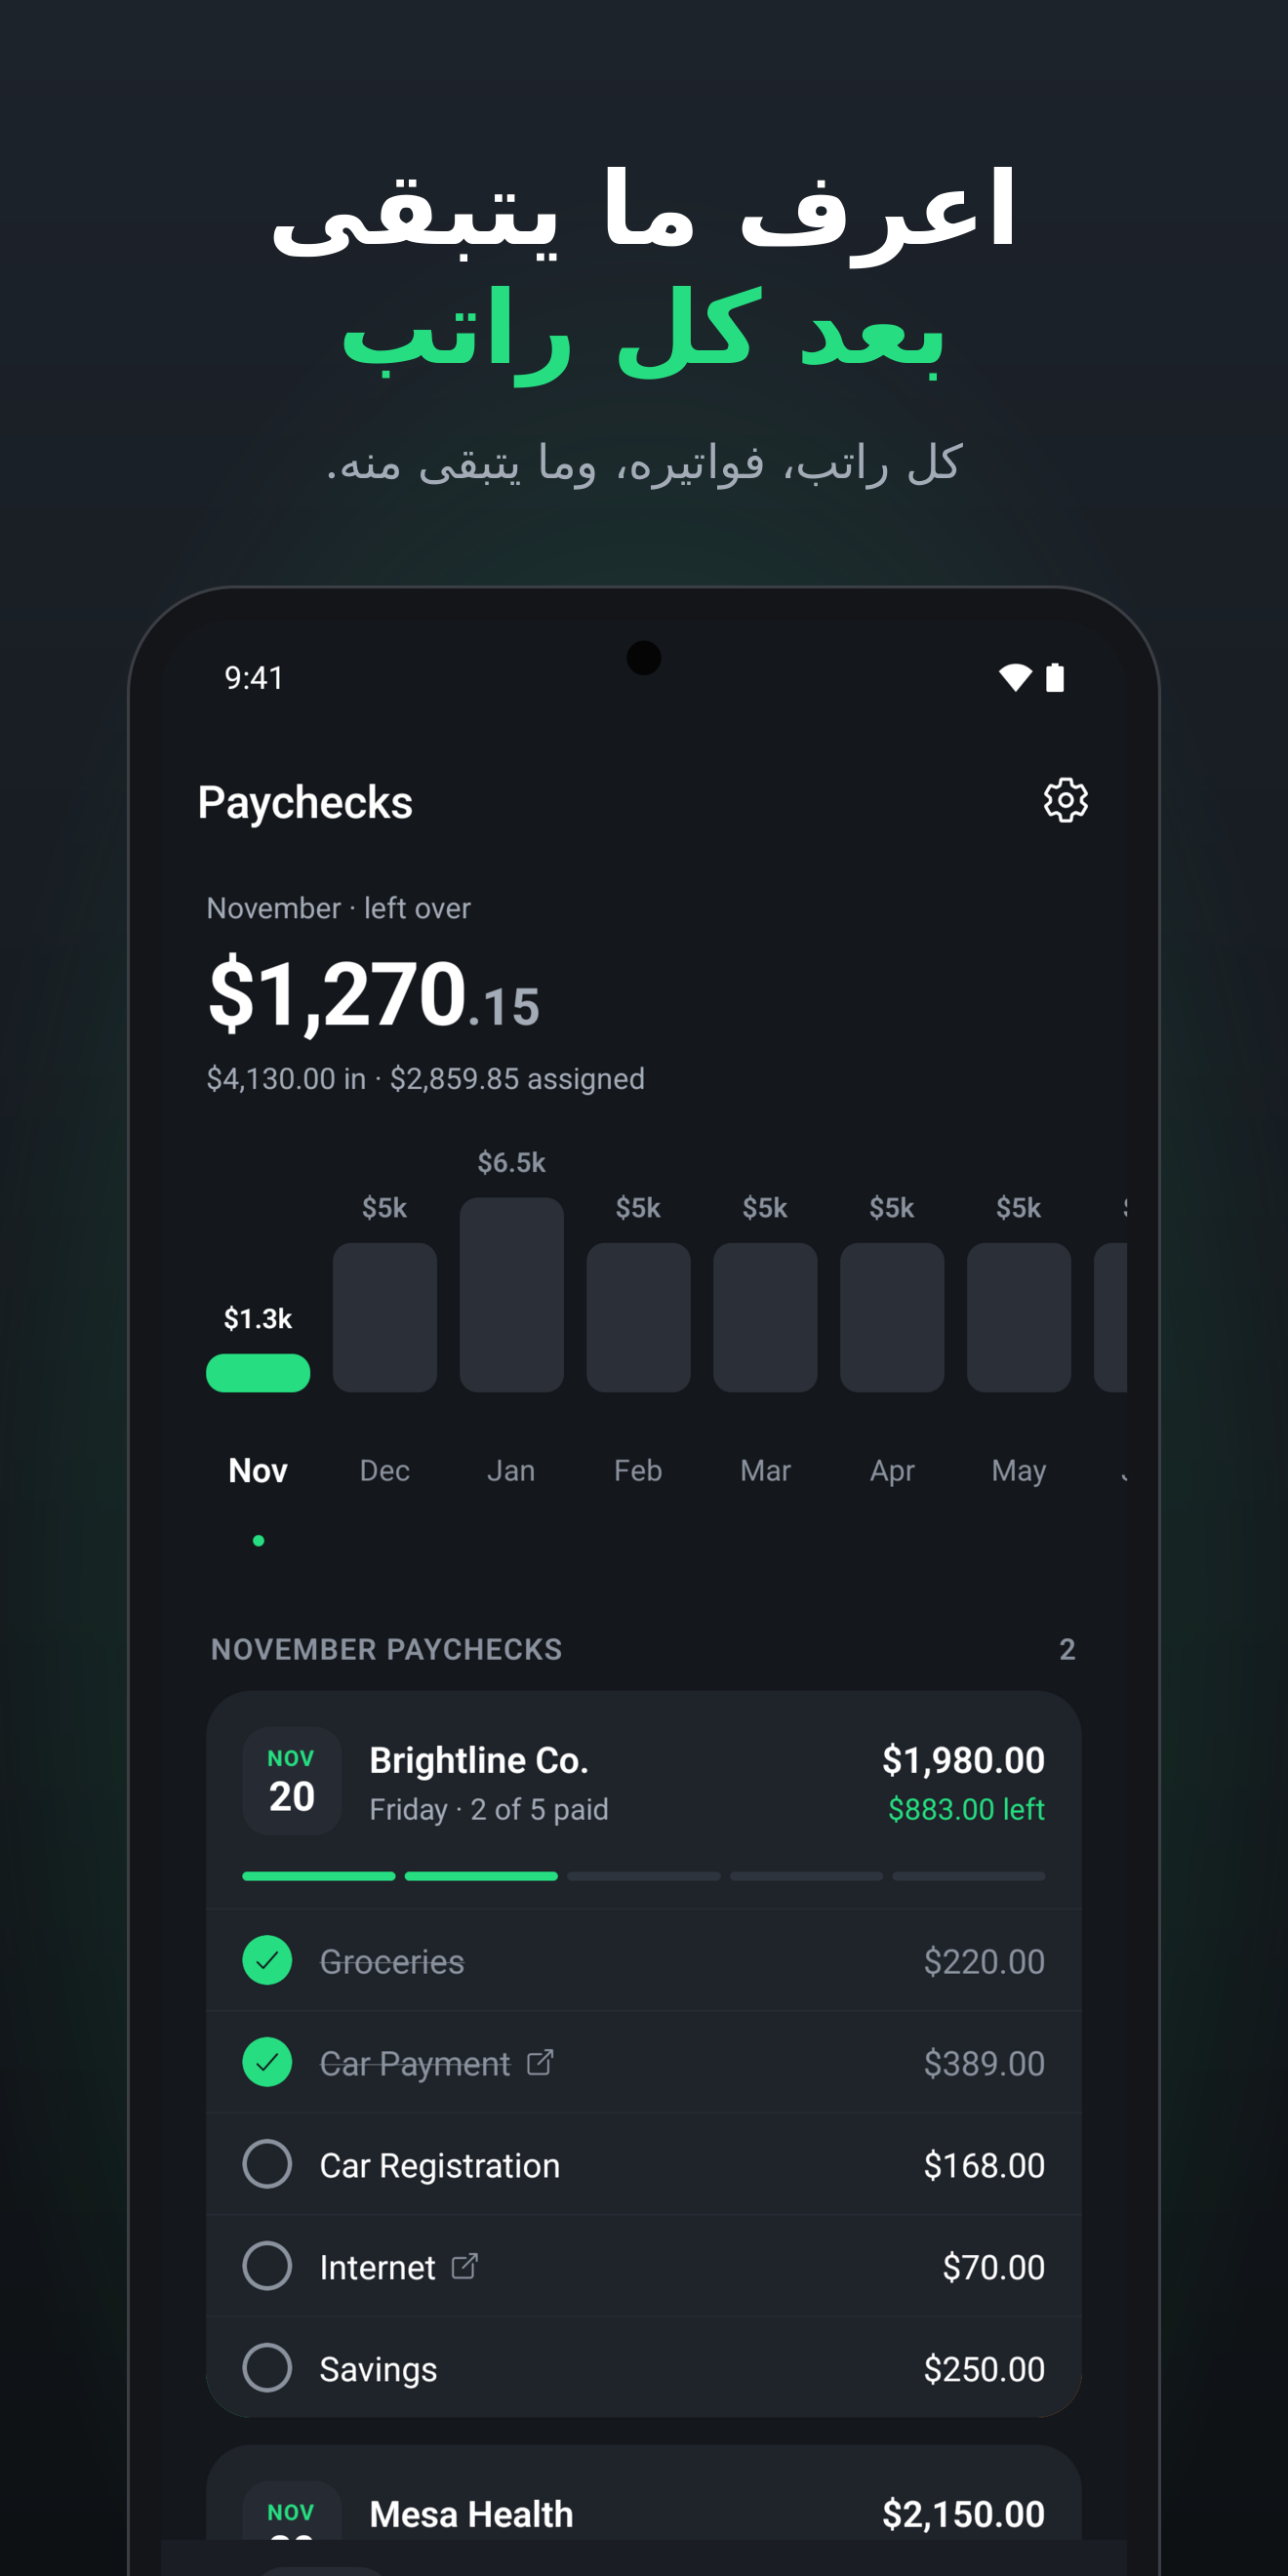 اعرف ما يتبقى
بعد كل راتب
كل راتب، فواتيره، وما يتبقى منه.
9:41
Paychecks
November · left over
$1,270.15
$4,130.00 in · $2,859.85 assigned
$1.3k $5k $6.5k $5k $5k $5k $5k
Nov Dec Jan Feb Mar Apr May
NOVEMBER PAYCHECKS 2
NOV
20
Brightline Co. $1,980.00
Friday · 2 of 5 paid $883.00 left
Groceries $220.00
Car Payment $389.00
Car Registration $168.00
Internet $70.00
Savings $250.00
NOV
Mesa Health $2,150.00